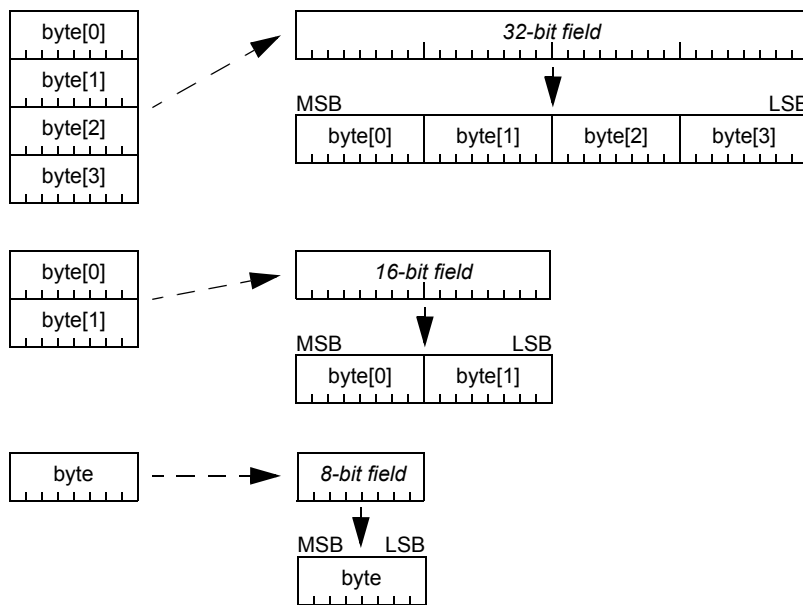 byte[0]
byte[1]
byte[2]
byte[3]
32-bit field
MSB LSB
byte[0] byte[1] byte[2] byte[3]
byte[0]
byte[1]
16-bit field
MSB LSB
byte[0] byte[1]
byte
8-bit field
MSB LSB
byte